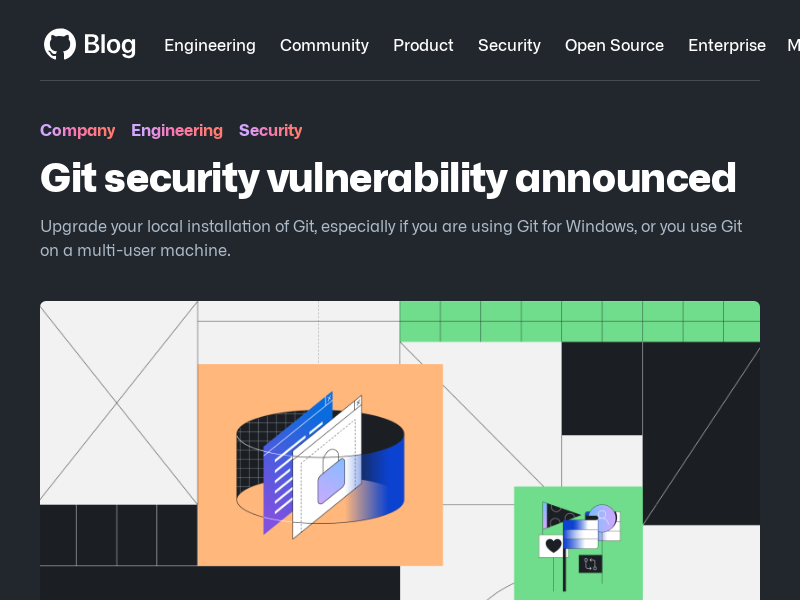 Blog Engineering Community Product Security Open Source Enterprise
Company Engineering Security
Git security vulnerability announced
Upgrade your local installation of Git, especially if you are using Git for Windows, or you use Git
on a multi-user machine.